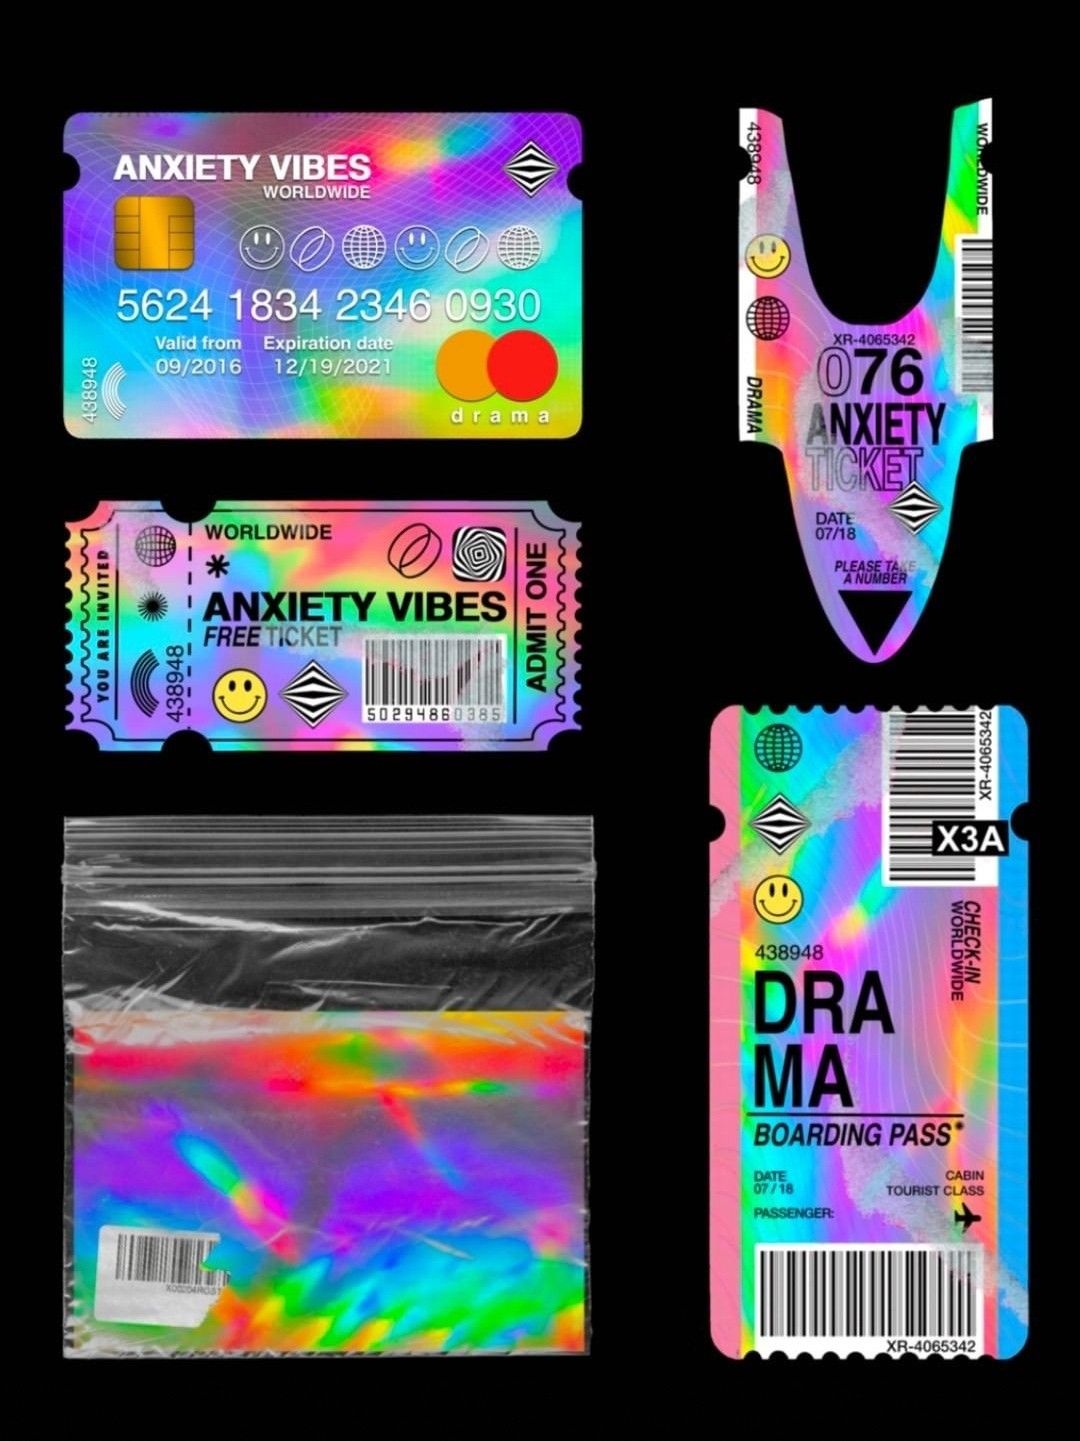 ANXIETY VIBES
WORLDWIDE
5624 1834 2346 0930
Valid from Expiration date
09/2016 12/19/2021
438948
drama
438948
WORLDWIDE
DRAMA
XR-4065342
076
ANXIETY
TICKET
DATE
07/18
PLEASE TAKE
A NUMBER
YOU ARE INVITED
438948
WORLDWIDE
*
ANXIETY VIBES
FREE TICKET
50294860385
ADMIT ONE
XR-4065342
X3A
CHECK-IN
WORLDWIDE
438948
DRA
MA
BOARDING PASS*
DATE
07 / 18
CABIN
TOURIST CLASS
PASSENGER:
XR-4065342